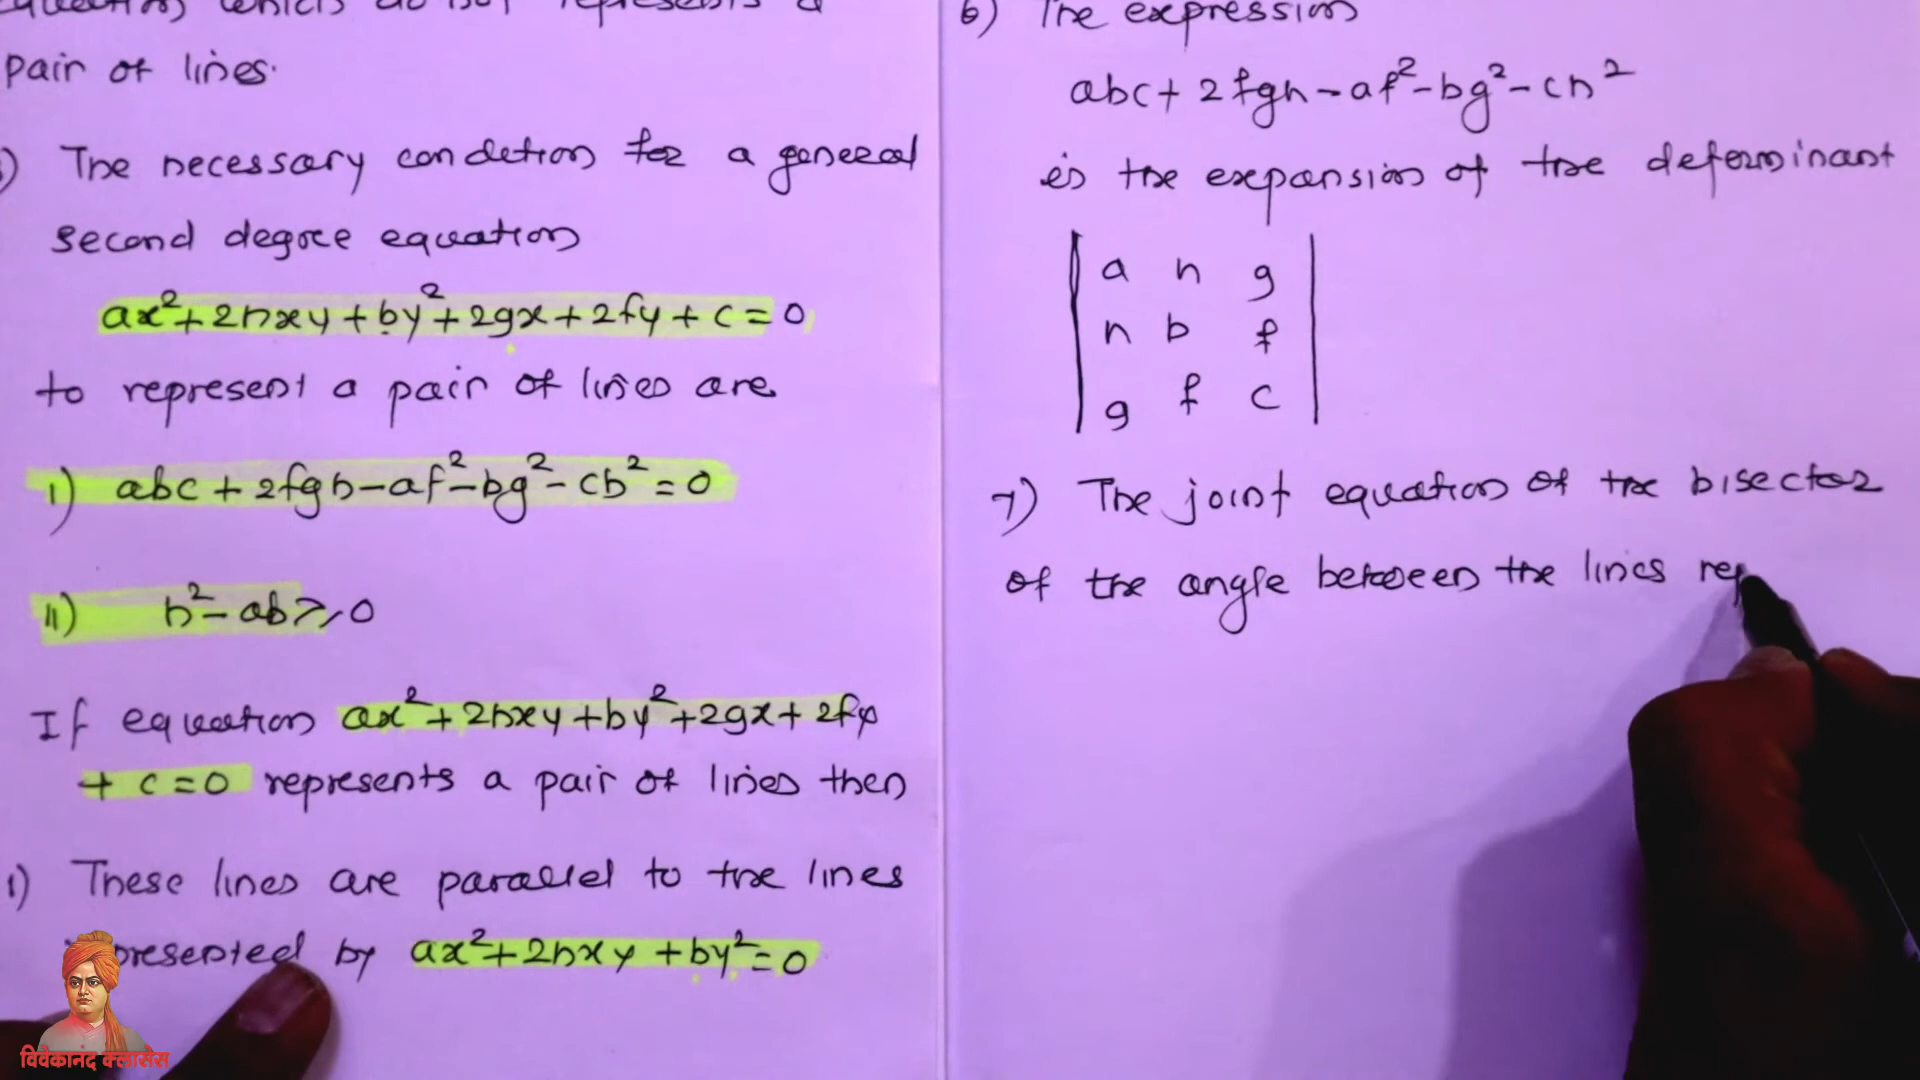 pair of lines.
The necessary condition for a general
second degree equation
ax²+2hxy+by²+2gx+2fy+c=0
to represent a pair of lines are
i) abc+2fgh-af²-bg²-ch²=0
ii) h²-ab≥0
If equation ax²+2hxy+by²+2gx+2fy
+c=0 represents a pair of lines then
1) These lines are parallel to the lines
presented by ax²+2hxy+by²=0
विवेकानंद क्लासेस
6) The expression
abc+2fgh-af²-bg²-ch²
is the expansion of the determinant
a h g
h b f
g f c
7) The joint equation of the bisector
of the angle between the lines rep